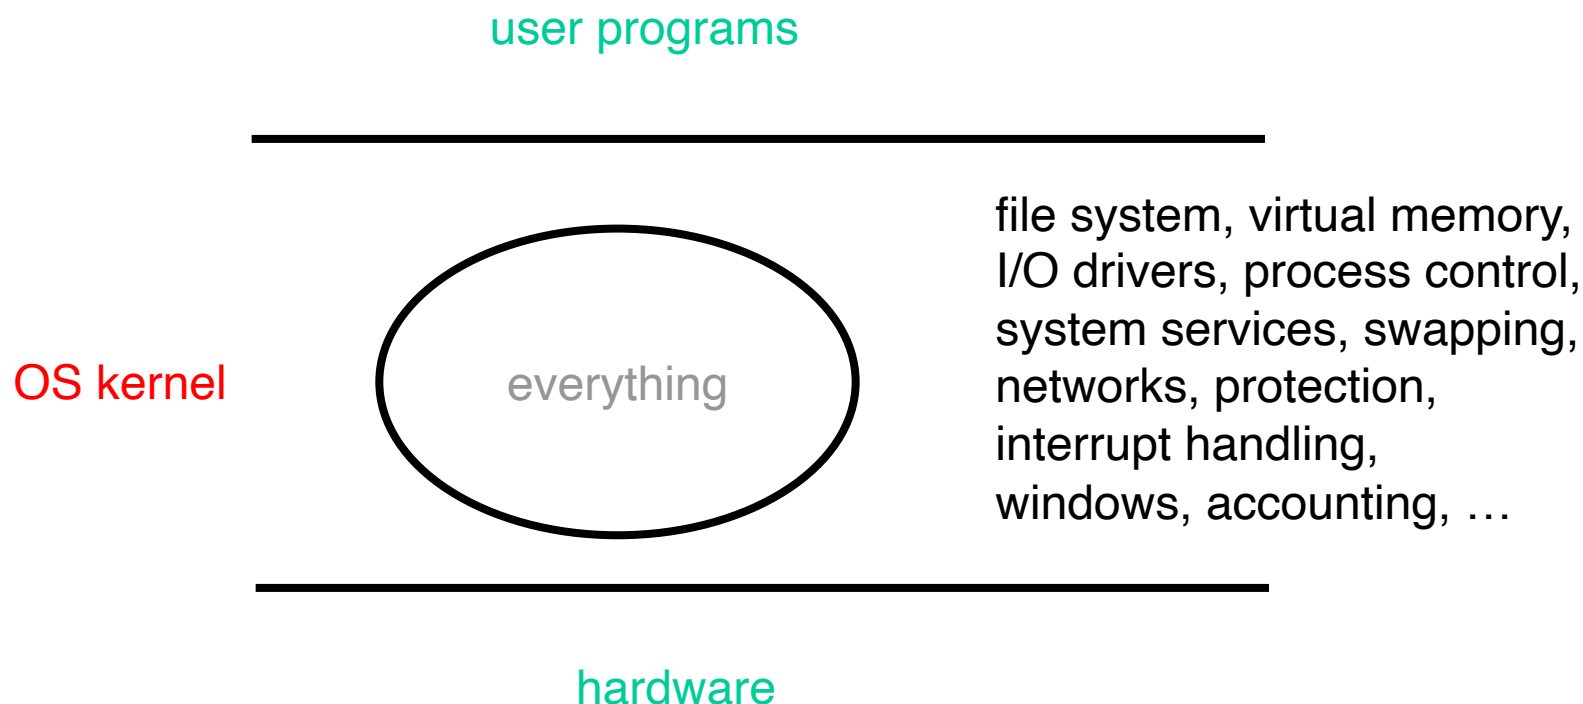 user programs
file system, virtual memory,
I/O drivers, process control,
system services, swapping,
OS kernel
everything
networks, protection,
interrupt handling,
windows, accounting, …
hardware